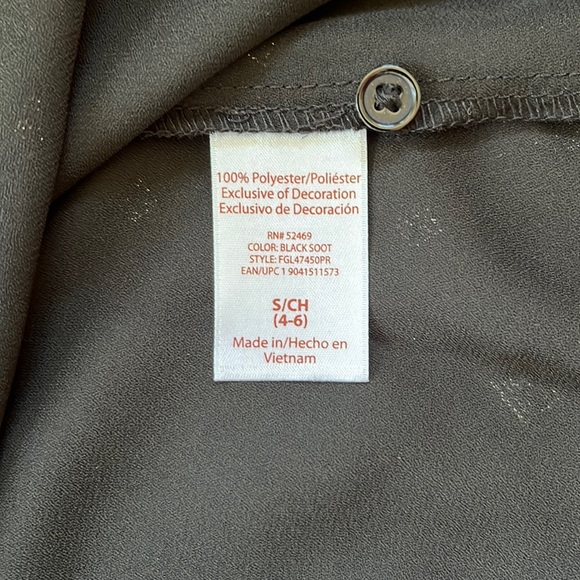 100% Polyester/Poliéster
Exclusive of Decoration
Exclusivo de Decoración
RN# 52469
COLOR: BLACK SOOT
STYLE: FGL47450PR
EAN/UPC 1 9041511573
S/CH
(4-6)
Made in/Hecho en
Vietnam